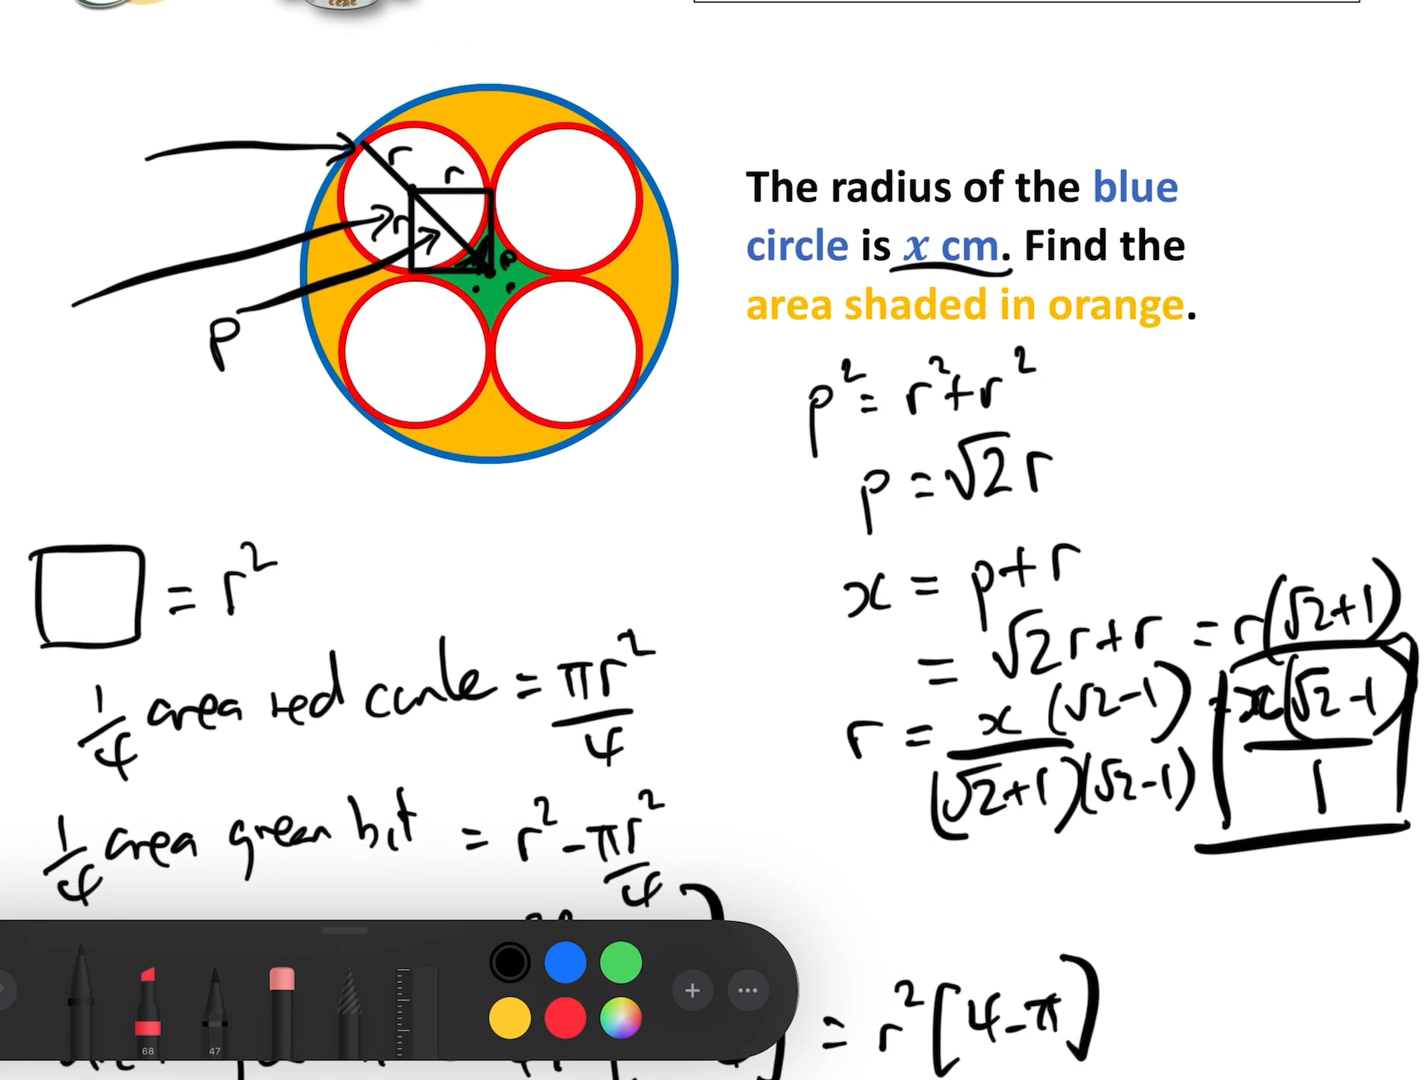 The radius of the blue
circle is x cm. Find the
area shaded in orange.
r
r
r
p
p² = r² + r²
p = √2 r
x = p + r
= √2 r + r = r(√2+1)
r = x (√2-1) / (√2+1)(√2-1) = x(√2-1) / 1
□ = r²
1/4 area red circle = πr²/4
1/4 area green bit = r² - πr²/4
= r² [4-π]
68
47